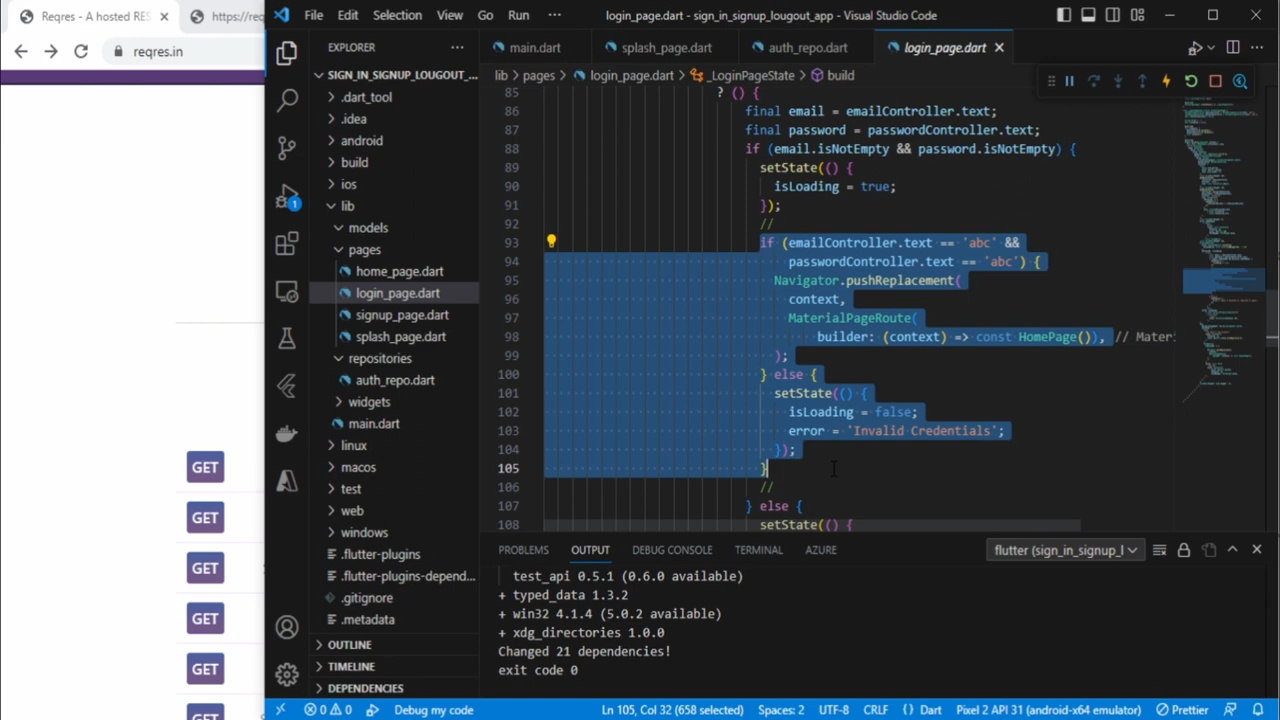 Reqres - A hosted RES
https://req
reqres.in
GET
GET
GET
GET
GET
GET
File Edit Selection View Go Run ···
login_page.dart - sign_in_signup_lougout_app - Visual Studio Code
EXPLORER
SIGN_IN_SIGNUP_LOUGOUT_...
.dart_tool
.idea
android
build
ios
lib
models
pages
home_page.dart
login_page.dart
signup_page.dart
splash_page.dart
repositories
auth_repo.dart
widgets
main.dart
linux
macos
test
web
windows
.flutter-plugins
.flutter-plugins-depend...
.gitignore
.metadata
OUTLINE
TIMELINE
DEPENDENCIES
1
main.dart splash_page.dart auth_repo.dart login_page.dart
lib > pages > login_page.dart > _LoginPageState > build
85 ? () {
86 final email = emailController.text;
87 final password = passwordController.text;
88 if (email.isNotEmpty && password.isNotEmpty) {
89 setState(() {
90 isLoading = true;
91 });
92 //
93 if (emailController.text == 'abc' &&
94 passwordController.text == 'abc') {
95 Navigator.pushReplacement(
96 context,
97 MaterialPageRoute(
98 builder: (context) => const HomePage()), // Mater
99 );
100 } else {
101 setState(() {
102 isLoading = false;
103 error = 'Invalid Credentials';
104 });
105 }
106 //
107 } else {
108 setState(() {
PROBLEMS OUTPUT DEBUG CONSOLE TERMINAL AZURE
flutter (sign_in_signup_l
test_api 0.5.1 (0.6.0 available)
+ typed_data 1.3.2
+ win32 4.1.4 (5.0.2 available)
+ xdg_directories 1.0.0
Changed 21 dependencies!
exit code 0
0 0 Debug my code
Ln 105, Col 32 (658 selected) Spaces: 2 UTF-8 CRLF {} Dart Pixel 2 API 31 (android-x64 emulator) Prettier